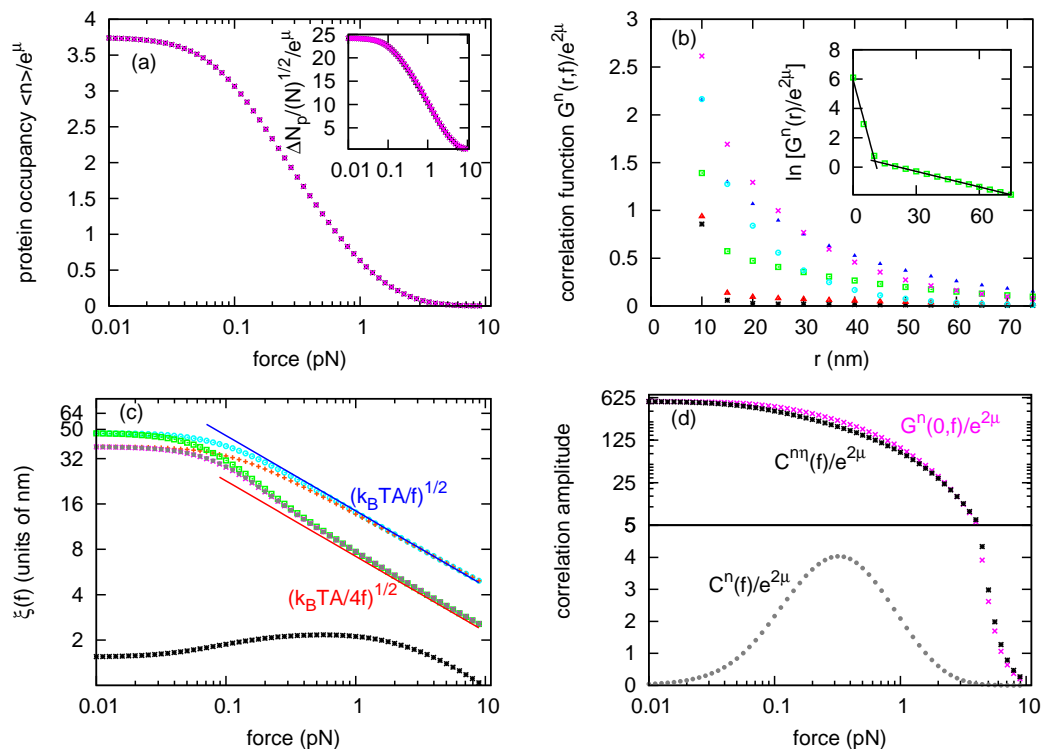 (a)
protein occupancy <n>/e^μ
4
3.5
3
2.5
2
1.5
1
0.5
0
0.01 0.1 1 10
force (pN)
ΔN_p/(N)^1/2/e^μ
25
20
15
10
5
0.01 0.1 1 10
(b)
correlation function G^n(r,f)/e^2μ
3
2.5
2
1.5
1
0.5
0
0 10 20 30 40 50 60 70
r (nm)
ln [G^n(r)/e^2μ]
8
6
4
2
0
0 30 60
(c)
ξ(f) (units of nm)
64
50
32
16
8
4
2
(k_BTA/f)^1/2
(k_BTA/4f)^1/2
0.01 0.1 1 10
force (pN)
(d)
correlation amplitude
625
125
25
5
G^n(0,f)/e^2μ
C^nη(f)/e^2μ
4
3
2
1
0
C^n(f)/e^2μ
0.01 0.1 1 10
force (pN)